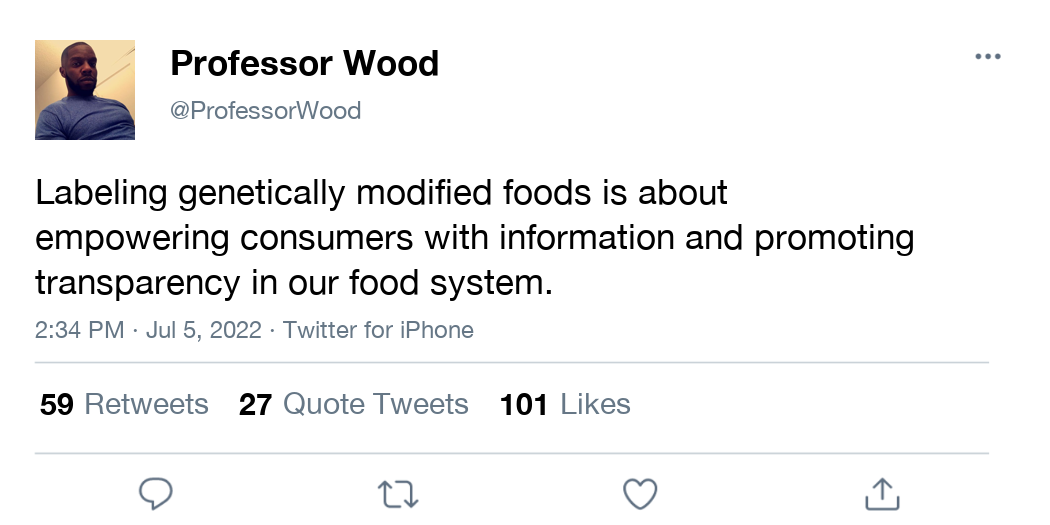 Professor Wood
@ProfessorWood
Labeling genetically modified foods is about
empowering consumers with information and promoting
transparency in our food system.
2:34 PM · Jul 5, 2022 · Twitter for iPhone
59 Retweets 27 Quote Tweets 101 Likes